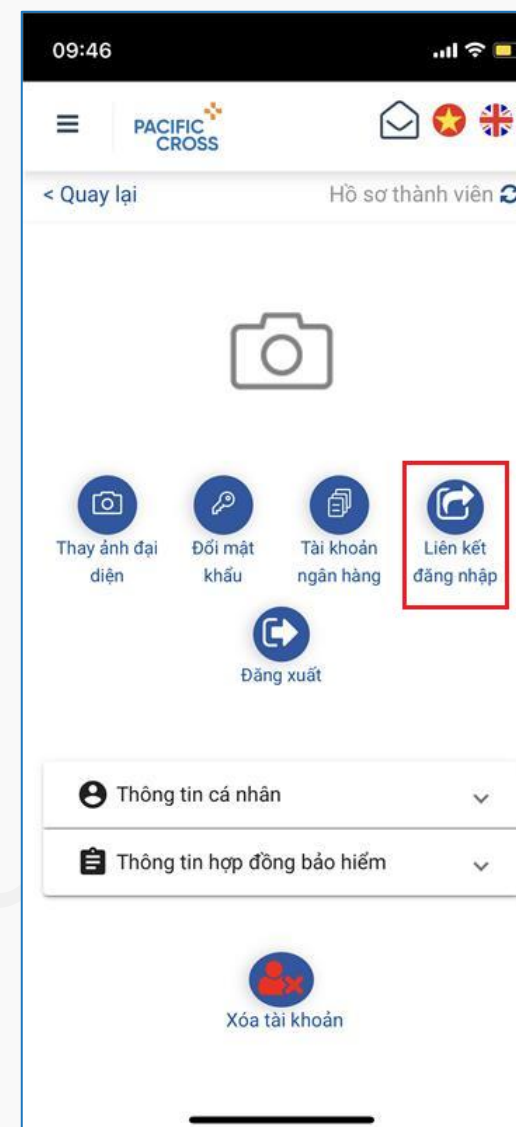 09:46
PACIFIC
CROSS
< Quay lại
Hồ sơ thành viên
Thay ảnh đại
diện
Đổi mật
khẩu
Tài khoản
ngân hàng
Liên kết
đăng nhập
Đăng xuất
Thông tin cá nhân
Thông tin hợp đồng bảo hiểm
Xóa tài khoản